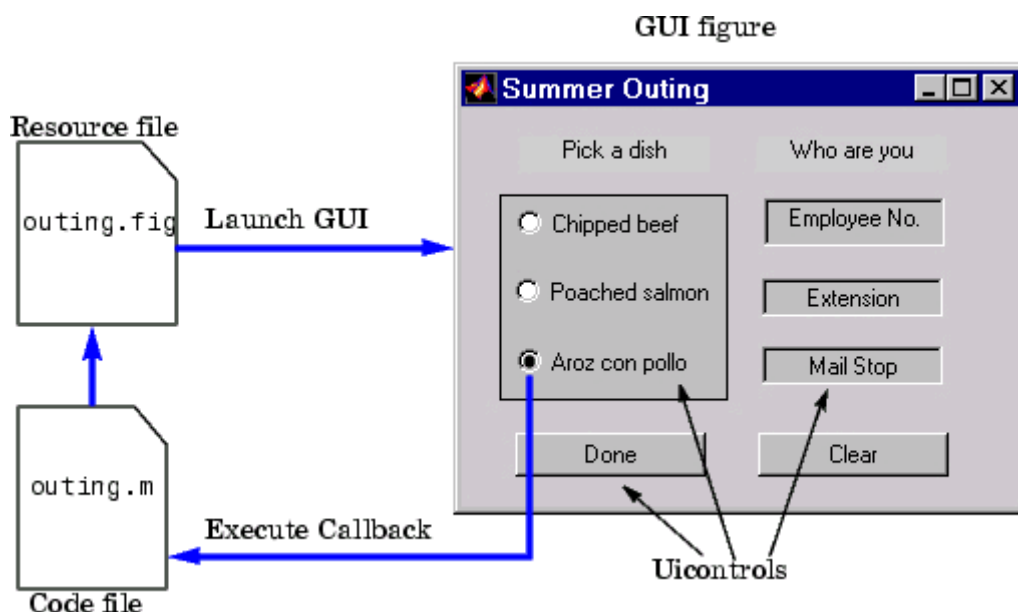 GUI figure
Summer Outing
Resource file
outing.fig
Launch GUI
Pick a dish
Who are you
Chipped beef
Poached salmon
Aroz con pollo
Employee No.
Extension
Mail Stop
Done
Clear
outing.m
Execute Callback
Uicontrols
Code file